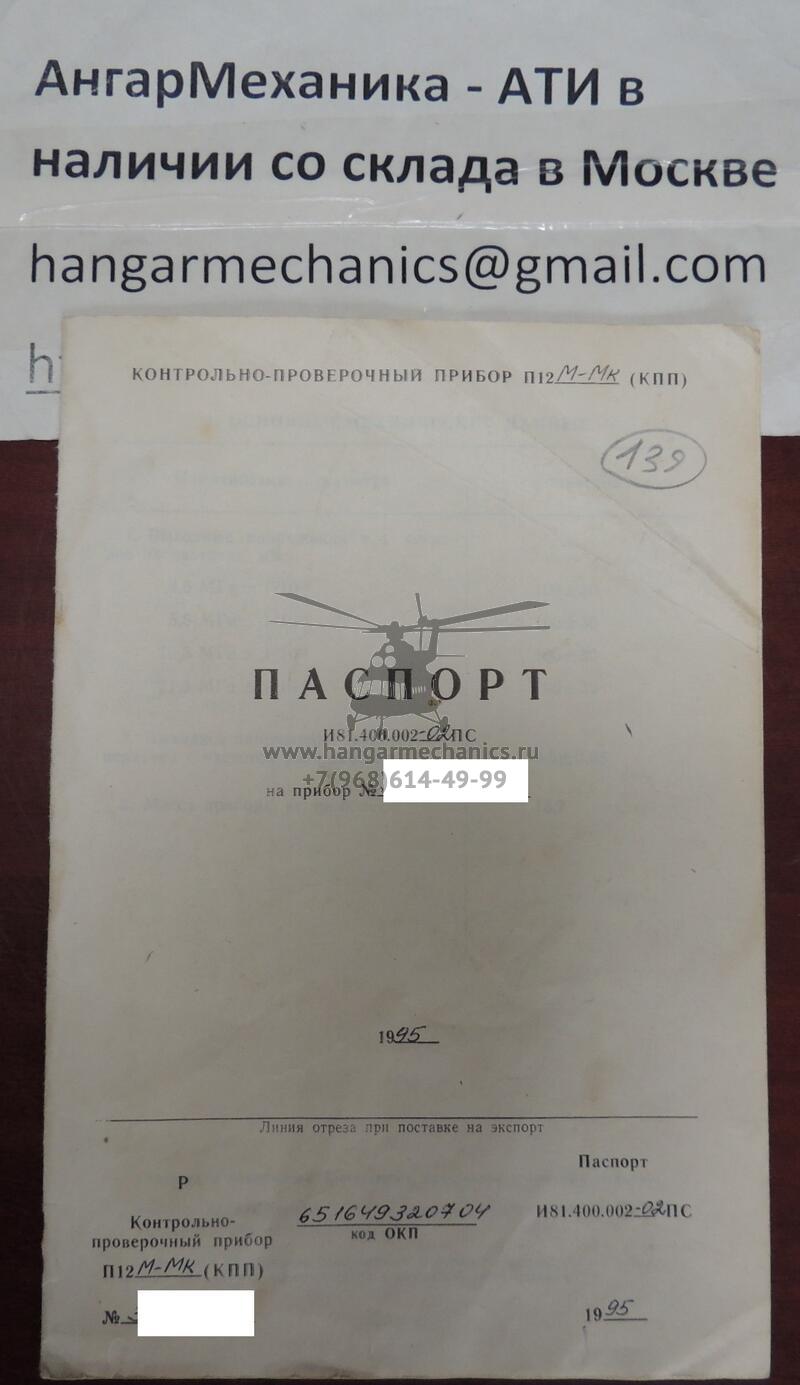 АнгарМеханика - АТИ в
наличии со склада в Москве
hangarmechanics@gmail.com
КОНТРОЛЬНО-ПРОВЕРОЧНЫЙ ПРИБОР П12М-МК (КПП)
139
ПАСПОРТ
И81.400.002-02ПС
www.hangarmechanics.ru
+7(968)614-49-99
на прибор №
1995
Линия отреза при поставке на экспорт
Паспорт
Р
Контрольно-
проверочный прибор
П12М-МК(КПП)
651649320704
код ОКП
И81.400.002-02ПС
№
1995